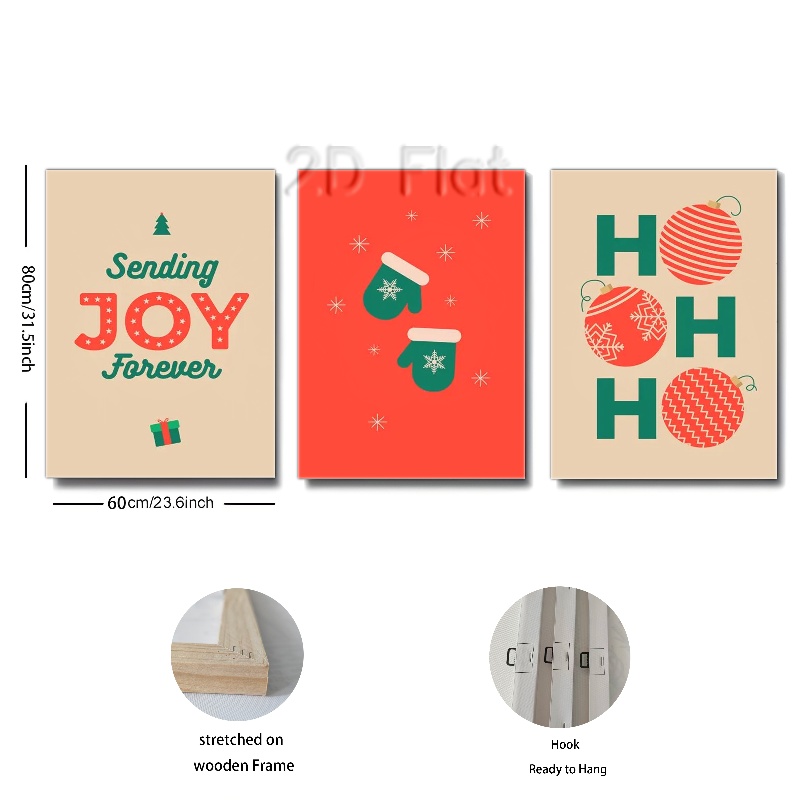 2D Flat
Sending
JOY
Forever
HO
OH
HO
80cm/31.5inch
60cm/23.6inch
stretched on
wooden Frame
Hook
Ready to Hang